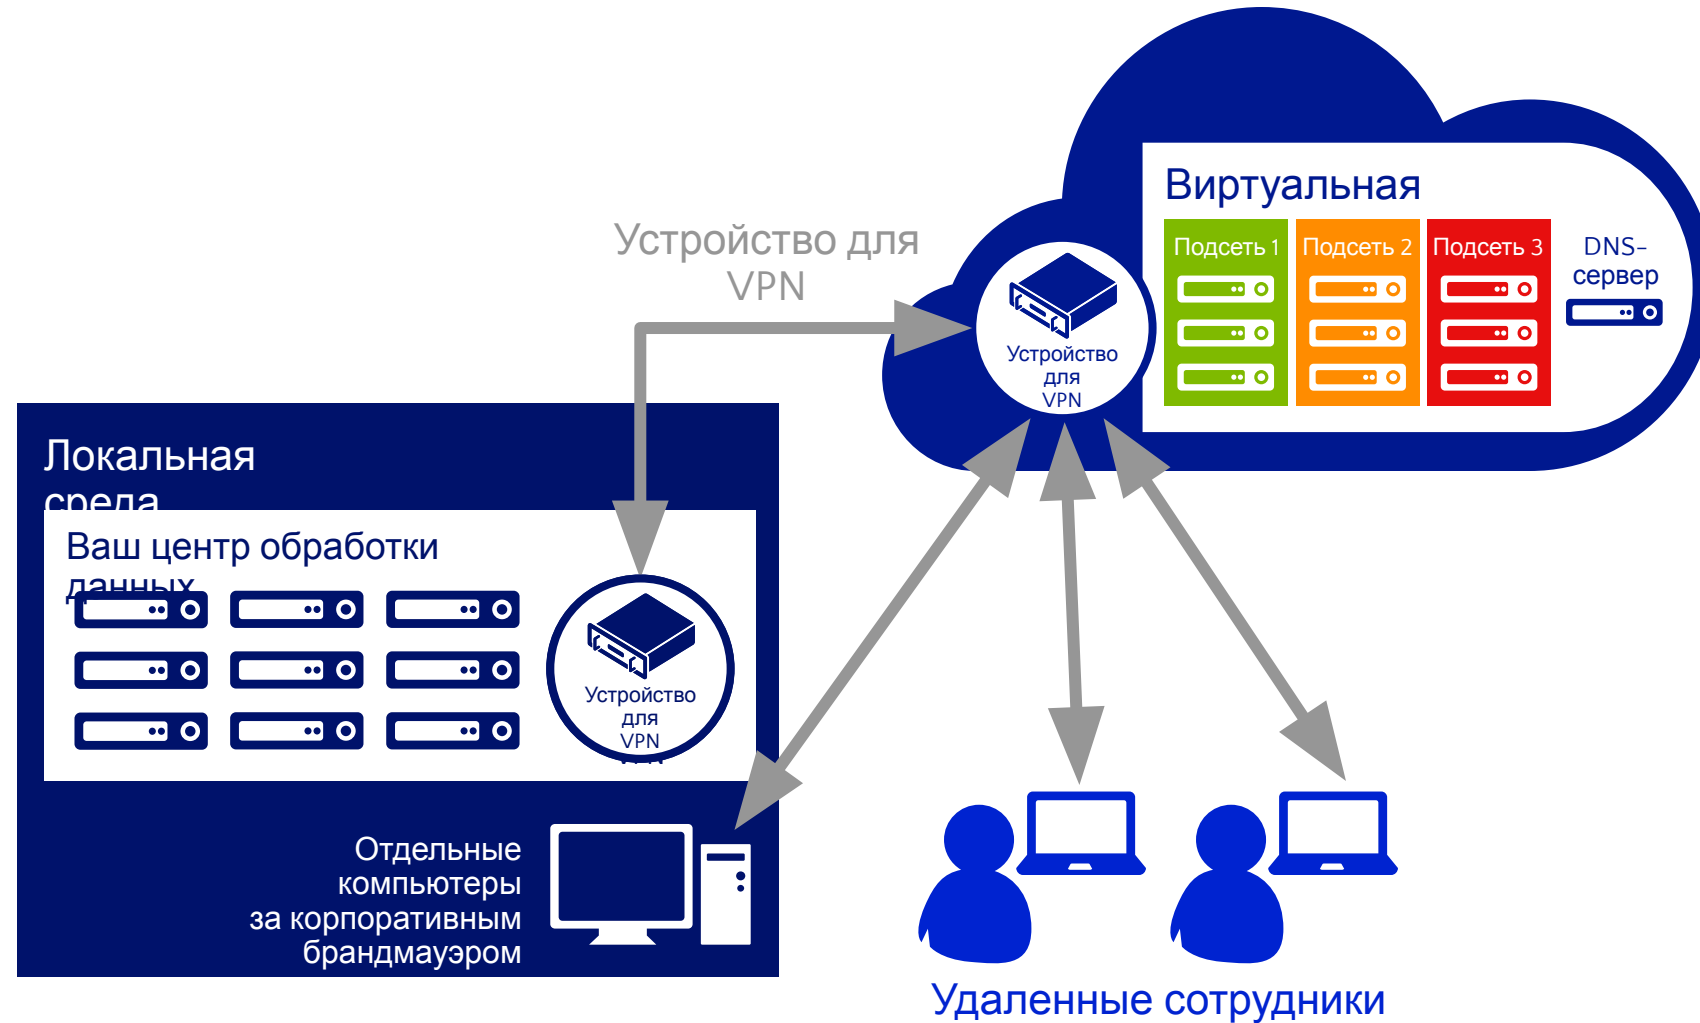 Виртуальная
Подсеть 1
Подсеть 2
Подсеть 3
DNS-
сервер
Устройство для
VPN
Устройство
для
VPN
Локальная
среда
Ваш центр обработки
данных
Устройство
для
VPN
Отдельные
компьютеры
за корпоративным
брандмауэром
Удаленные сотрудники